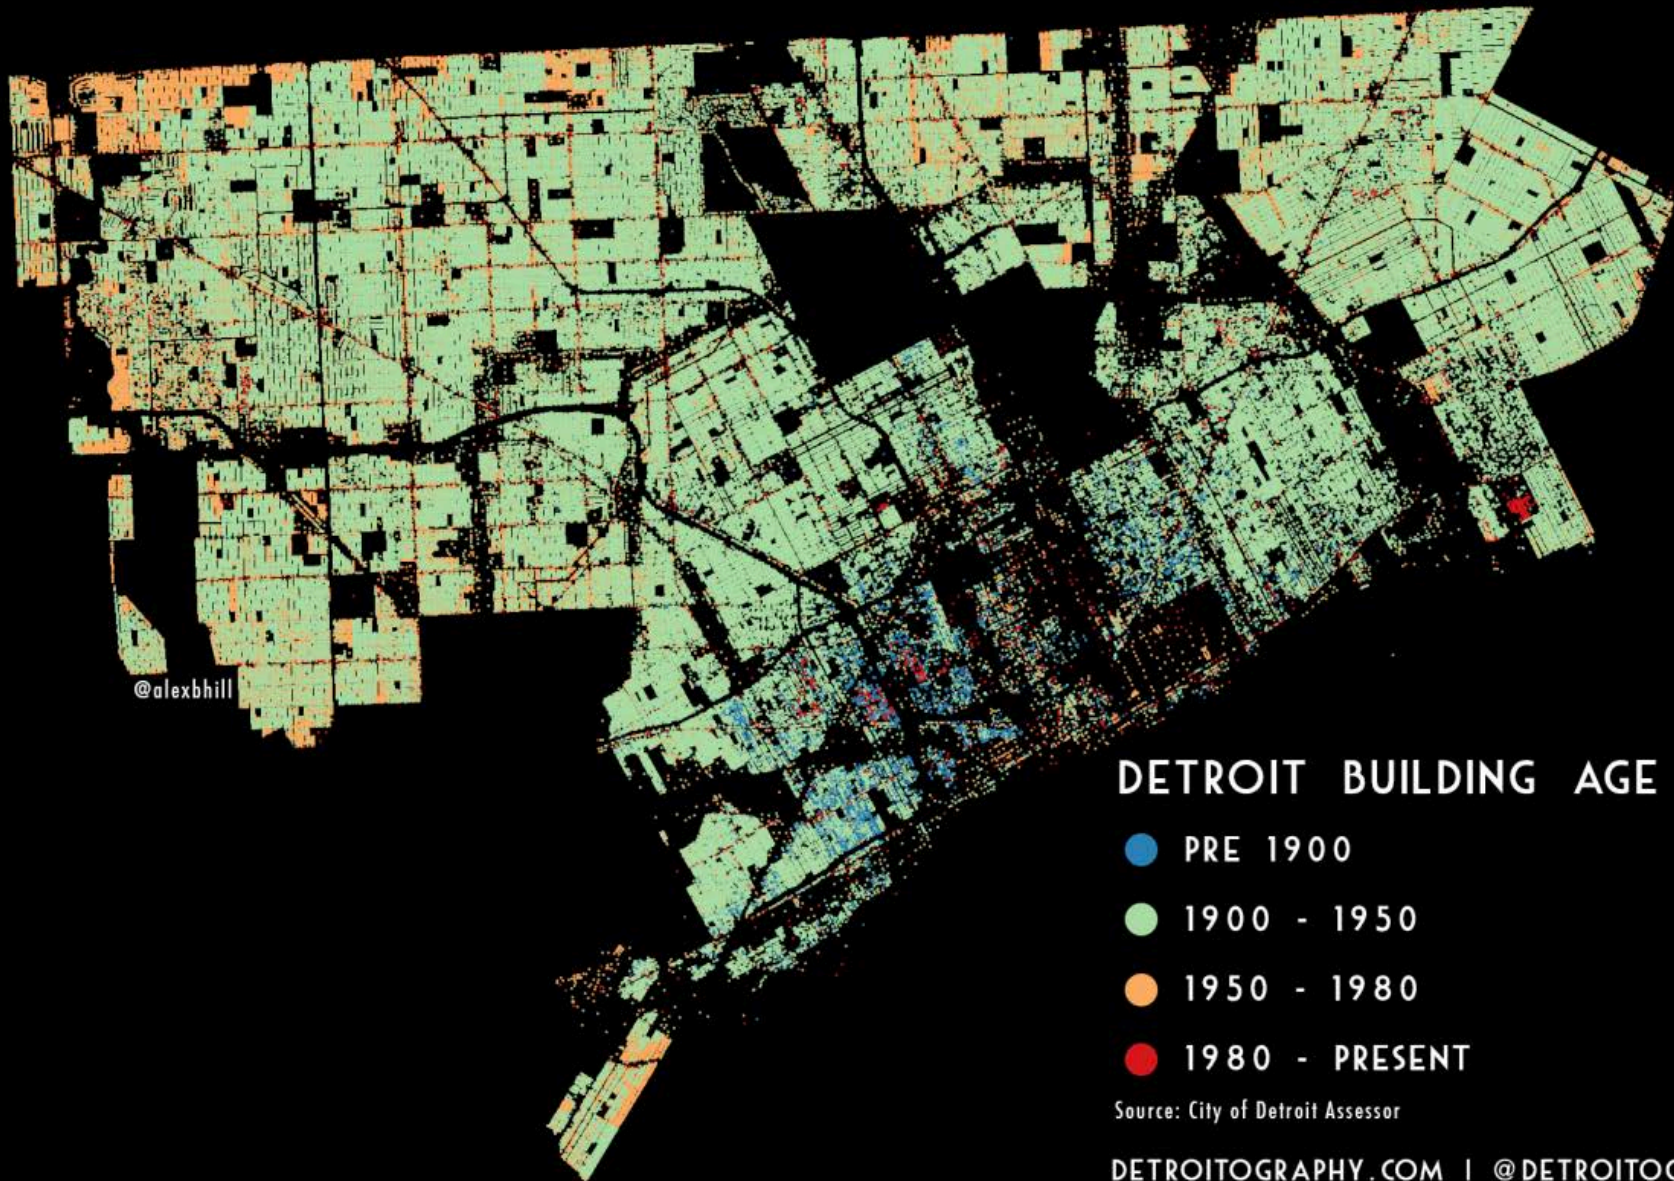 @alexbhill
DETROIT BUILDING AGE
PRE 1900
1900 - 1950
1950 - 1980
1980 - PRESENT
Source: City of Detroit Assessor
DETROITOGRAPHY.COM | @DETROITOG